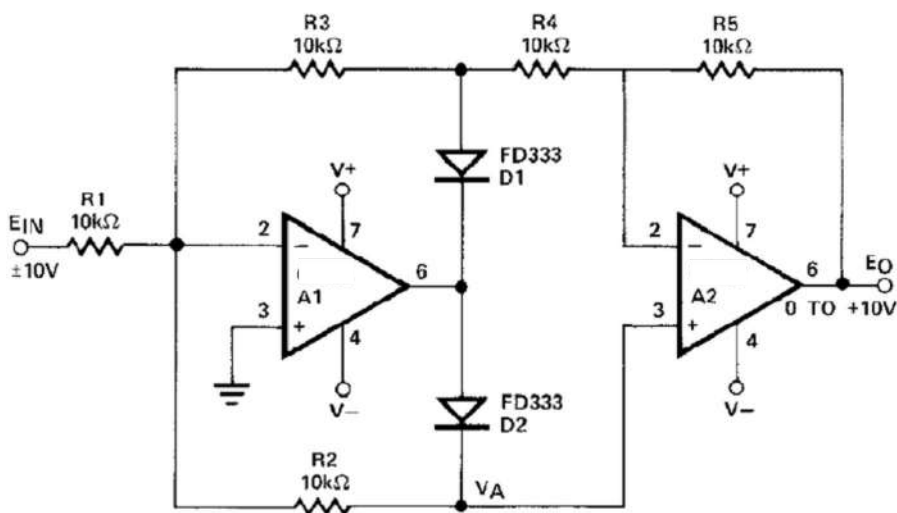 R3
10kΩ
R4
10kΩ
R5
10kΩ
FD333
D1
V+
V+
R1
10kΩ
EIN
±10V
2
−
7
6
A1
3
+
4
V−
2
−
7
6
EO
A2
0 TO +10V
3
+
4
V−
FD333
D2
R2
10kΩ
VA